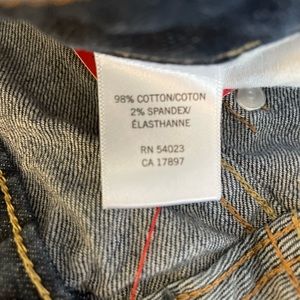 98% COTTON/COTON
2% SPANDEX/
ÉLASTHANNE
RN 54023
CA 17897